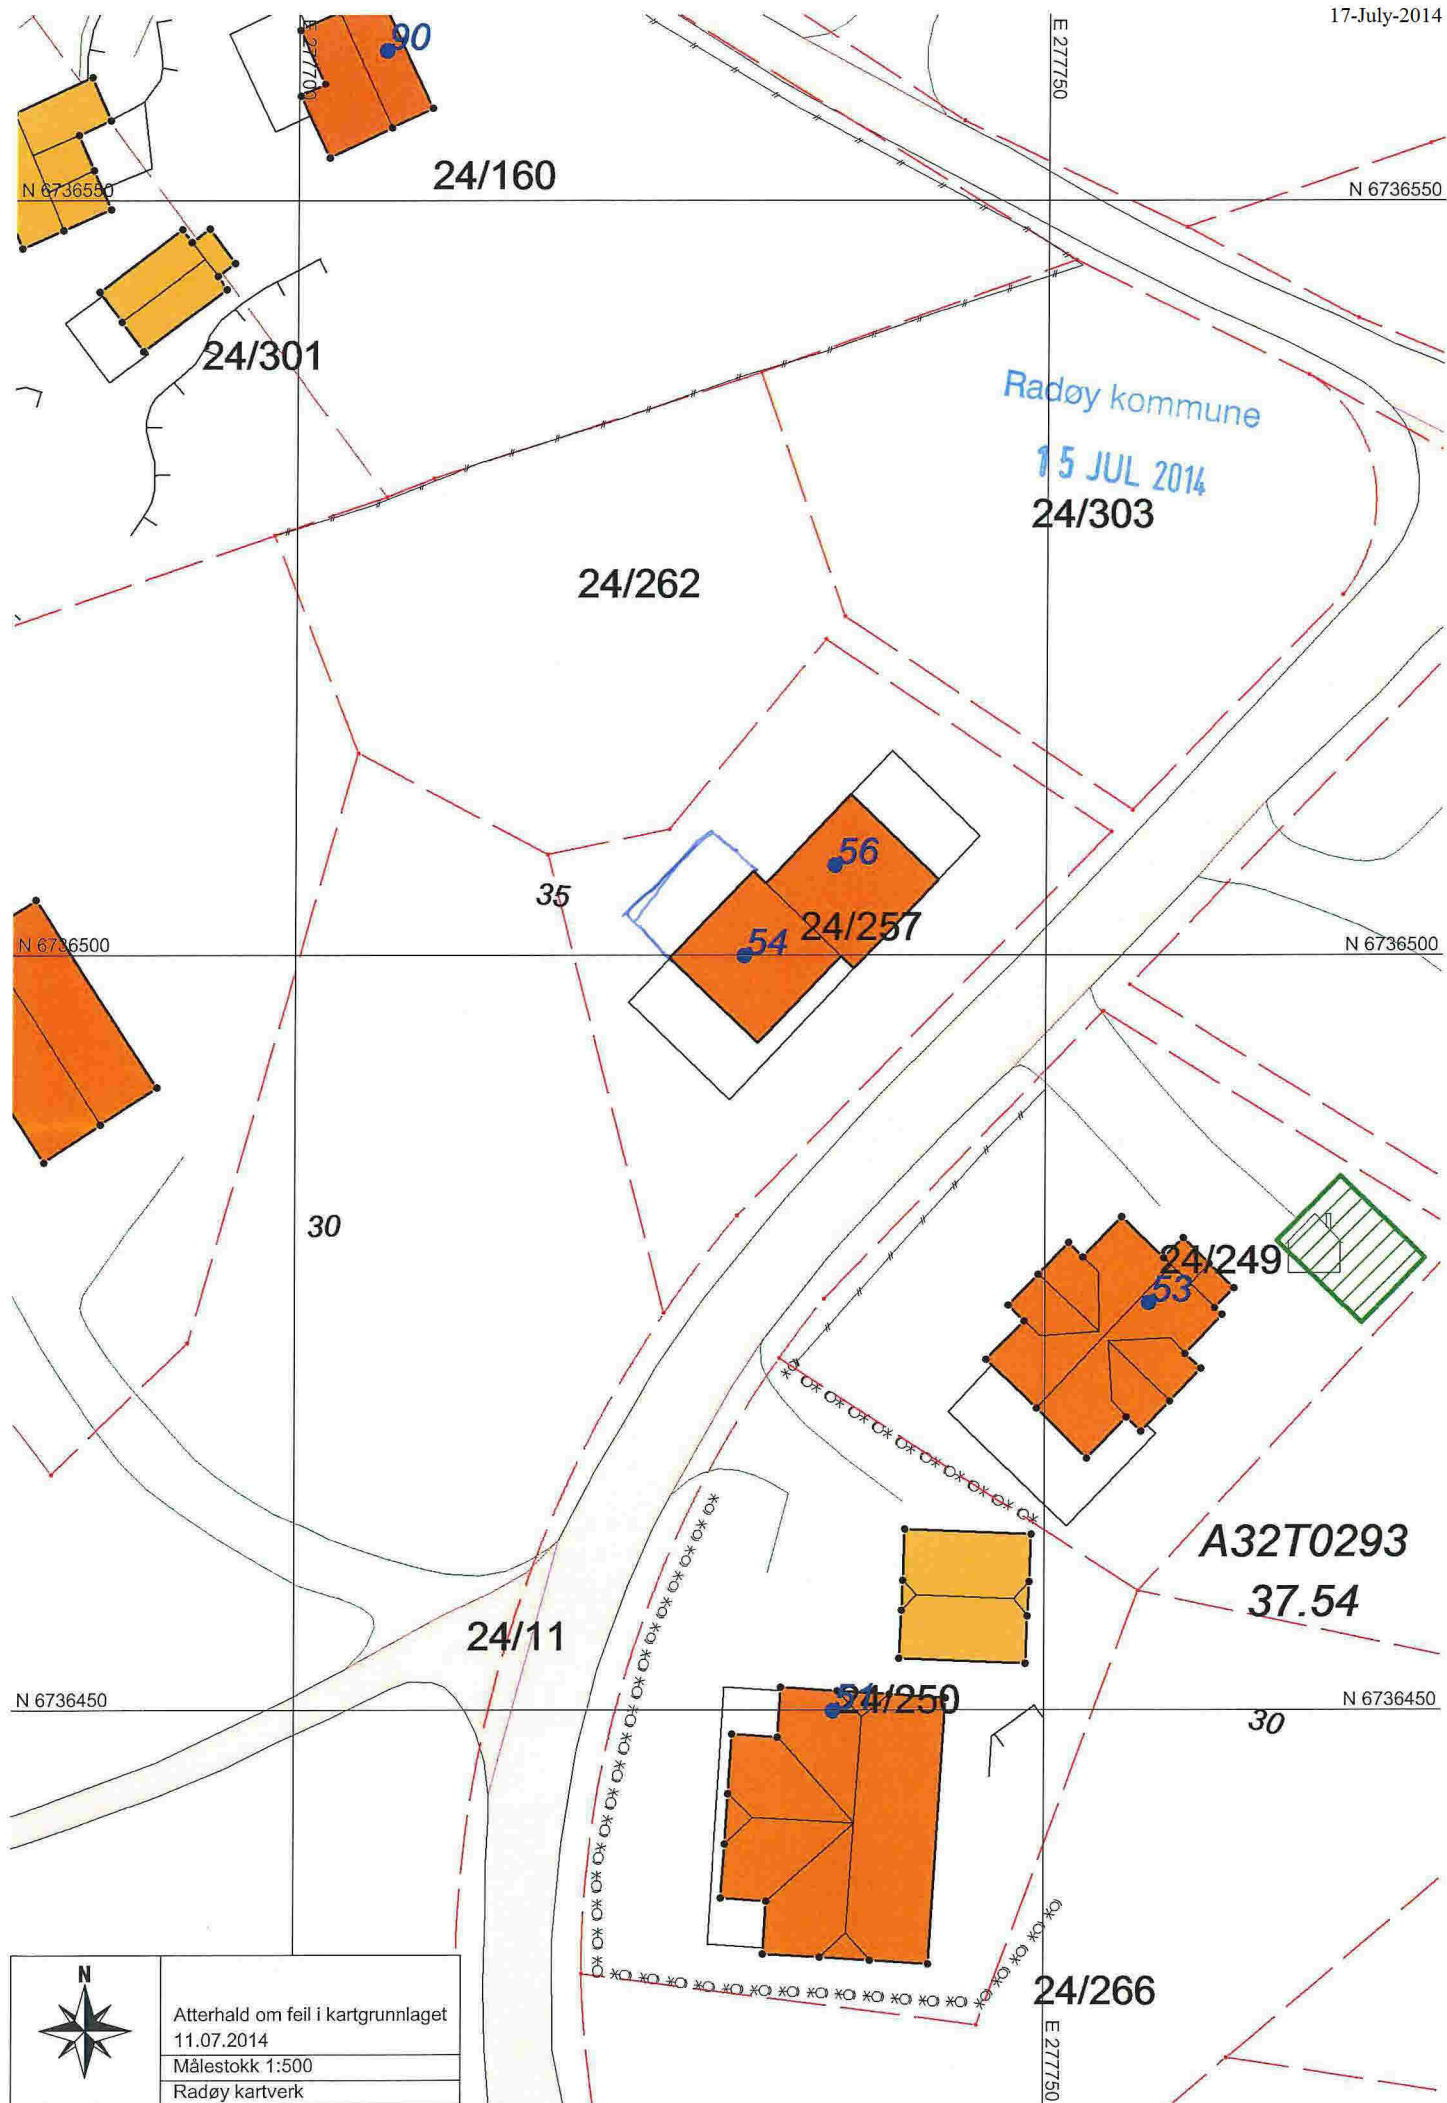 17-July-2014
90
E 277700
E 277750
24/160
N 6736550
N 6736550
24/301
Radøy kommune
15 JUL 2014
24/303
24/262
56
35
24/257
54
N 6736500
N 6736500
30
24/249
53
A32T0293
37.54
24/11
N 6736450
51
24/250
N 6736450
30
24/266
E 277750
N
Atterhald om feil i kartgrunnlaget
11.07.2014
Målestokk 1:500
Radøy kartverk